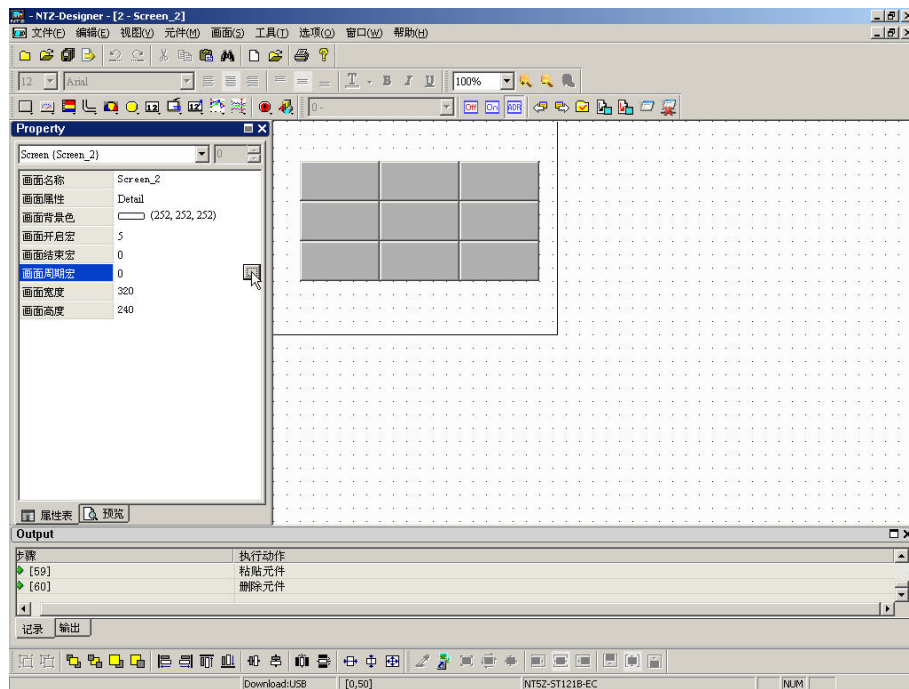 - NTZ-Designer - [2 - Screen_2]
文件(F) 编辑(E) 视图(V) 元件(M) 画面(S) 工具(T) 选项(O) 窗口(W) 帮助(H)
12 Arial 100%
0 - Off On ADR
Property
Screen {Screen_2} 0
画面名称 Screen_2
画面属性 Detail
画面背景色 (252, 252, 252)
画面开启宏 5
画面结束宏 0
画面周期宏 0
画面宽度 320
画面高度 240
属性表 预览
Output
步骤 执行动作
[59] 粘贴元件
[60] 删除元件
记录 输出
Download:USB [0,50] NT5Z-ST121B-EC NUM